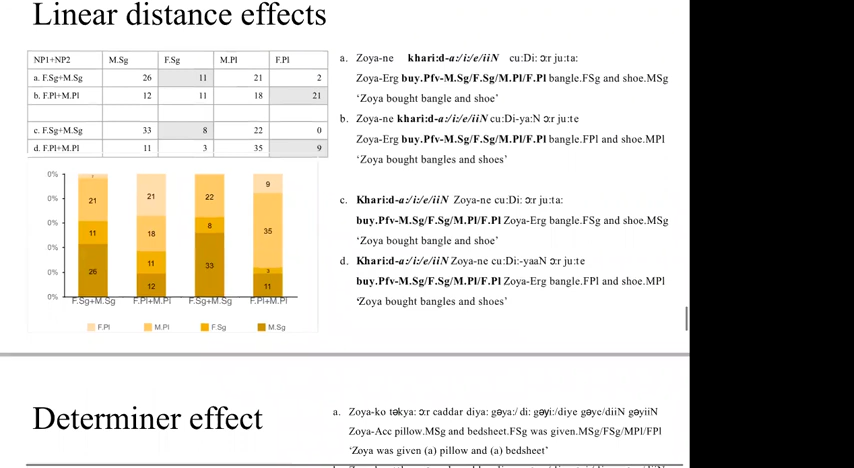 Linear distance effects
NP1+NP2 M.Sg F.Sg M.Pl F.Pl
a. F.Sg+M.Sg 26 11 21 2
b. F.Pl+M.Pl 12 11 18 21
c. F.Sg+M.Sg 33 8 22 0
d. F.Pl+M.Pl 11 3 35 9
a. Zoya-ne khari:d-a:/i:/e/iiN cu:Di: ɔ:r ju:ta:
Zoya-Erg buy.Pfv-M.Sg/F.Sg/M.Pl/F.Pl bangle.FSg and shoe.MSg
‘Zoya bought bangle and shoe’
b. Zoya-ne khari:d-a:/i:/e/iiN cu:Di-ya:N ɔ:r ju:te
Zoya-Erg buy.Pfv-M.Sg/F.Sg/M.Pl/F.Pl bangle.FPl and shoe.MPl
‘Zoya bought bangles and shoes’
c. Khari:d-a:/i:/e/iiN Zoya-ne cu:Di: ɔ:r ju:ta:
buy.Pfv-M.Sg/F.Sg/M.Pl/F.Pl Zoya-Erg bangle.FSg and shoe.MSg
‘Zoya bought bangle and shoe’
d. Khari:d-a:/i:/e/iiN Zoya-ne cu:Di:-yaaN ɔ:r ju:te
buy.Pfv-M.Sg/F.Sg/M.Pl/F.Pl Zoya-Erg bangle.FPl and shoe.MPl
‘Zoya bought bangles and shoes’
0%
0%
0%
0%
0%
0%
21 11 26
21 18 11 12
22 8 33
9 35 3 11
F.Sg+M.Sg F.Pl+M.Pl F.Sg+M.Sg F.Pl+M.Pl
F.Pl M.Pl F.Sg M.Sg
Determiner effect
a. Zoya-ko təkya: ɔ:r caddar diya: gəya:/ di: gəyi:/diye gəye/diiN gəyiiN
Zoya-Acc pillow.MSg and bedsheet.FSg was given.MSg/FSg/MPl/FPl
‘Zoya was given (a) pillow and (a) bedsheet’